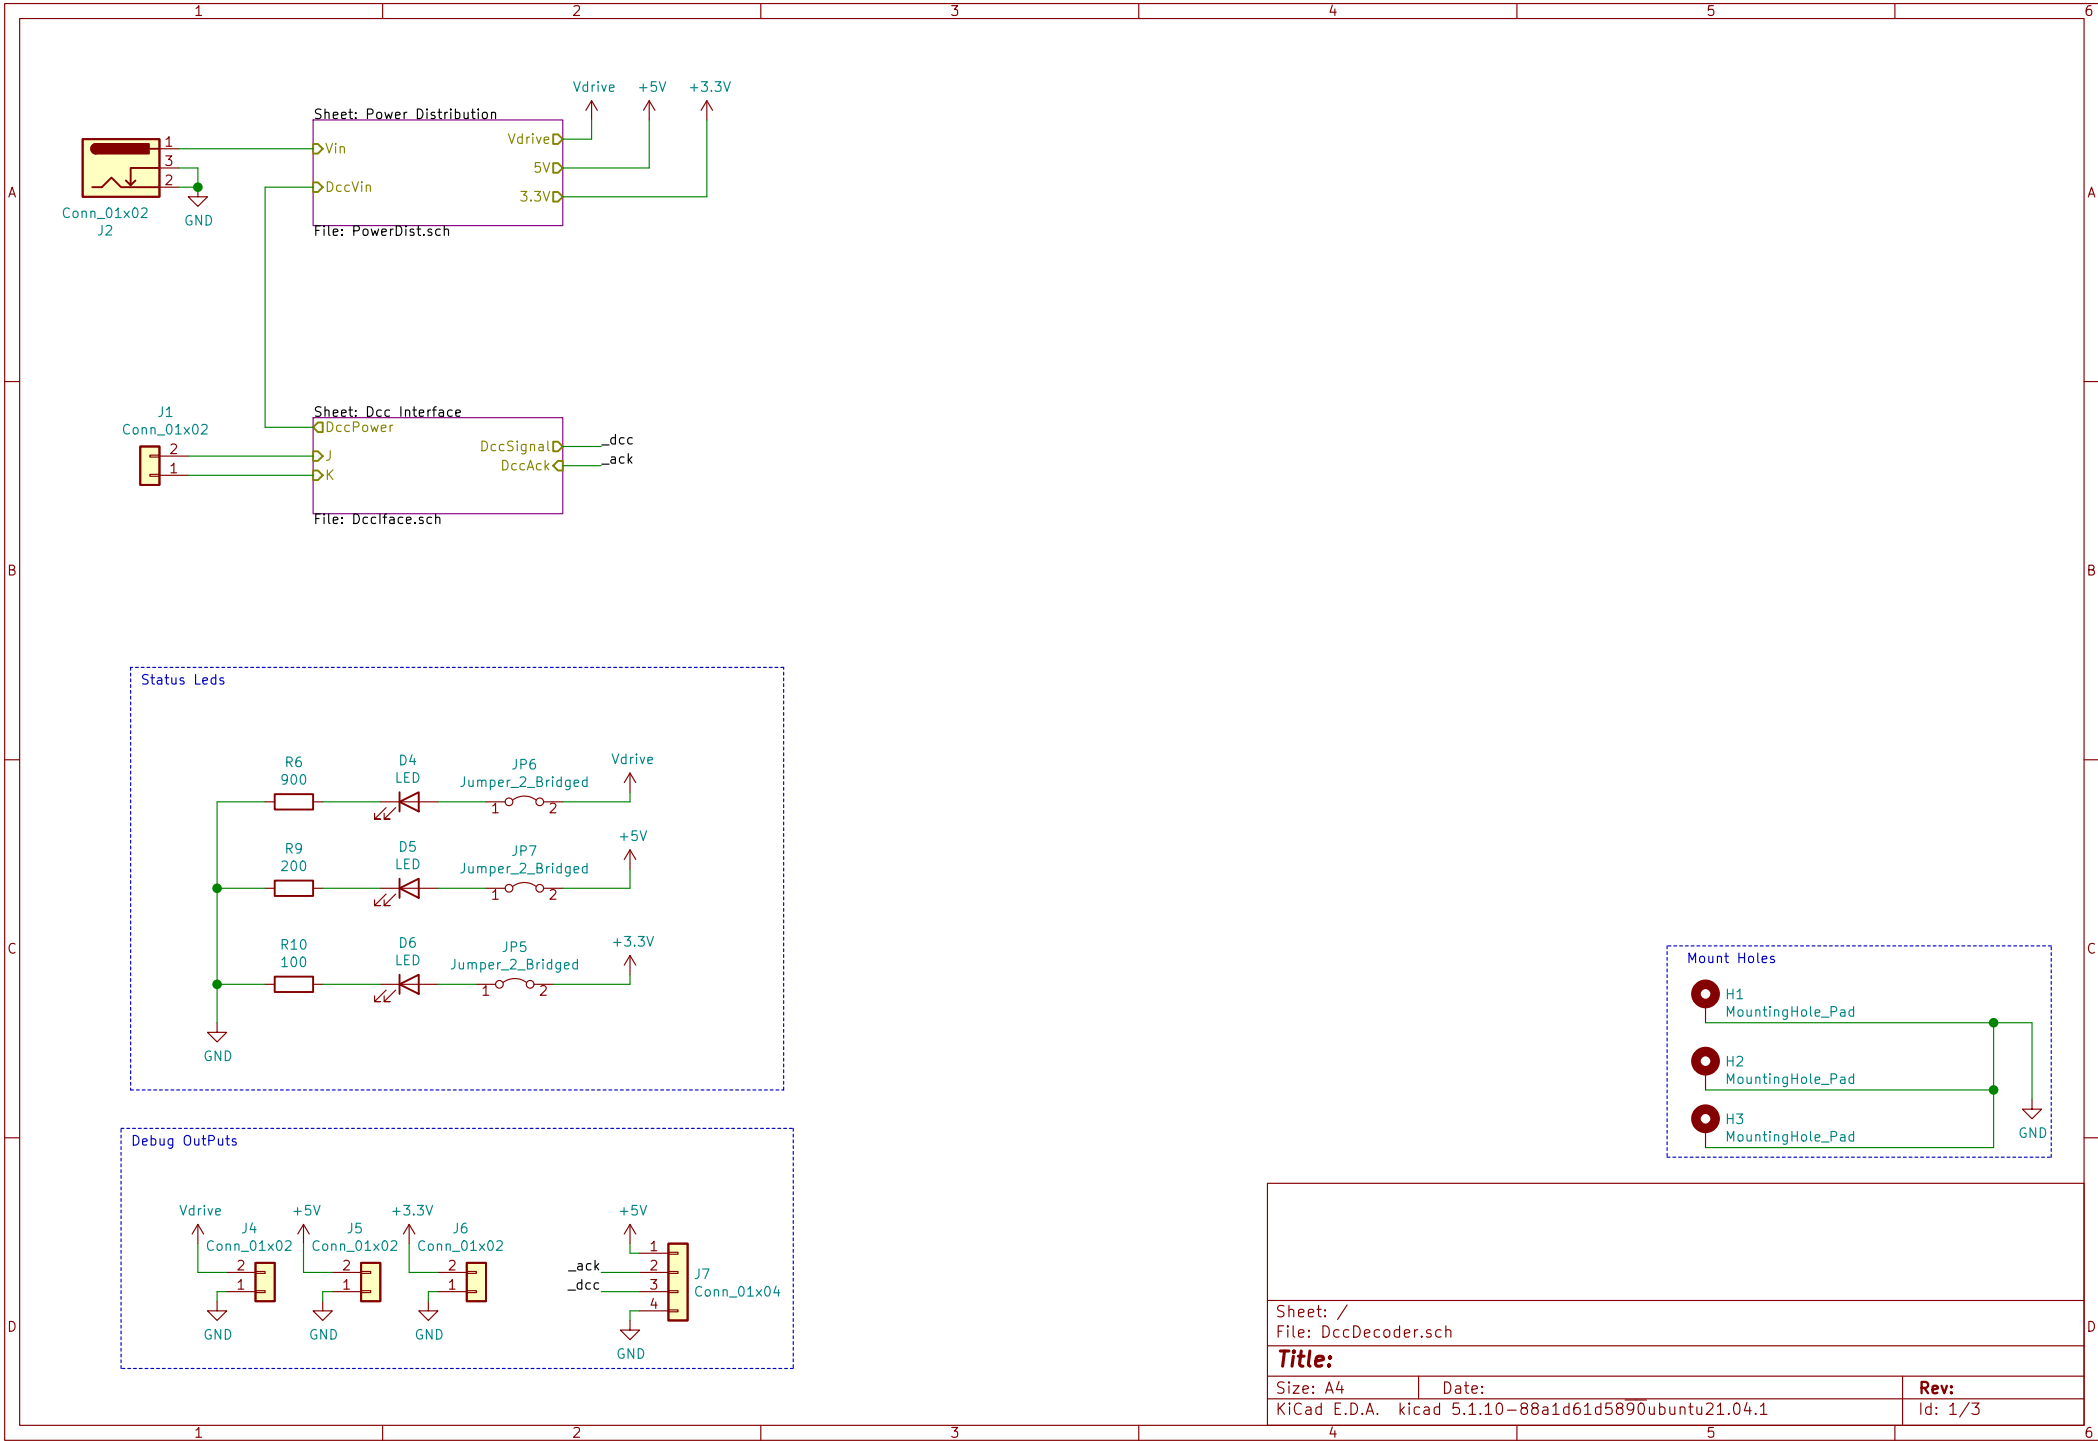 1 2 3 4 5 6
Vdrive +5V +3.3V
Sheet: Power Distribution
1 Vin Vdrive
3 5V
2 DccVin 3.3V
A A
Conn_01x02
J2
GND
File: PowerDist.sch
J1
Conn_01x02
Sheet: Dcc Interface
DccPower
2 J DccSignal _dcc
1 K DccAck _ack
File: DccIface.sch
B B
Status Leds
R6
900
D4
LED
JP6
Jumper_2_Bridged
Vdrive
1 2
R9
200
D5
LED
JP7
Jumper_2_Bridged
+5V
1 2
R10
100
D6
LED
JP5
Jumper_2_Bridged
+3.3V
1 2
GND
C C
Mount Holes
H1
MountingHole_Pad
H2
MountingHole_Pad
H3
MountingHole_Pad
GND
Debug OutPuts
Vdrive
J4
Conn_01x02
2
1
GND
+5V
J5
Conn_01x02
2
1
GND
+3.3V
J6
Conn_01x02
2
1
GND
+5V
1
_ack 2
_dcc 3
4
J7
Conn_01x04
GND
D D
Sheet: /
File: DccDecoder.sch
Title:
Size: A4 Date: Rev:
KiCad E.D.A. kicad 5.1.10-88a1d61d5890ubuntu21.04.1 Id: 1/3
1 2 3 4 5 6